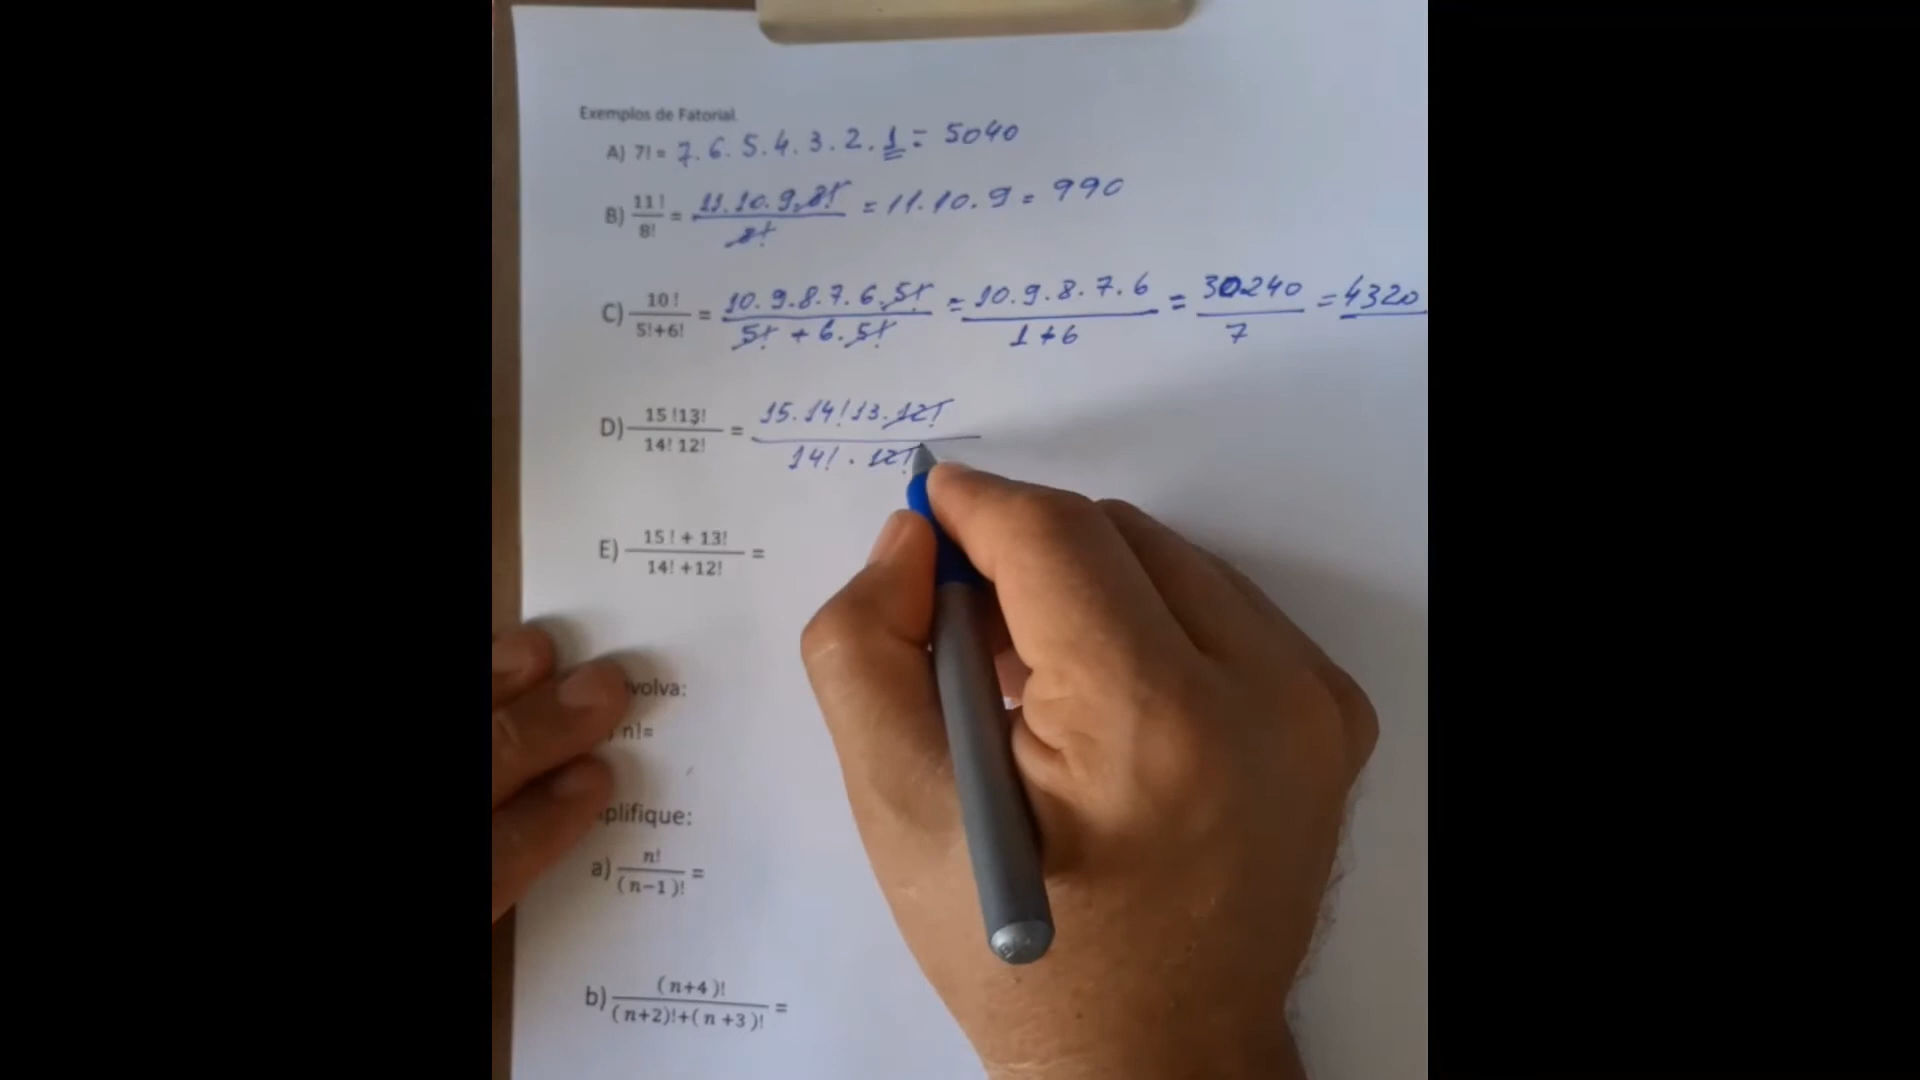 Exemplos de Fatorial.
A) 7! = 7.6.5.4.3.2.1 = 5040
B) 11!/8! = 11.10.9.8!/8! = 11.10.9 = 990
C) 10!/5!+6! = 10.9.8.7.6.5!/5! + 6.5! = 10.9.8.7.6/1+6 = 30240/7 = 4320
D) 15!13!/14! 12! = 15.14!13.12!/14! . 12!
E) 15! + 13!/14! +12! =
volva:
n!=
plifique:
a) n!/(n-1)! =
b) (n+4)!/(n+2)!+(n+3)! =